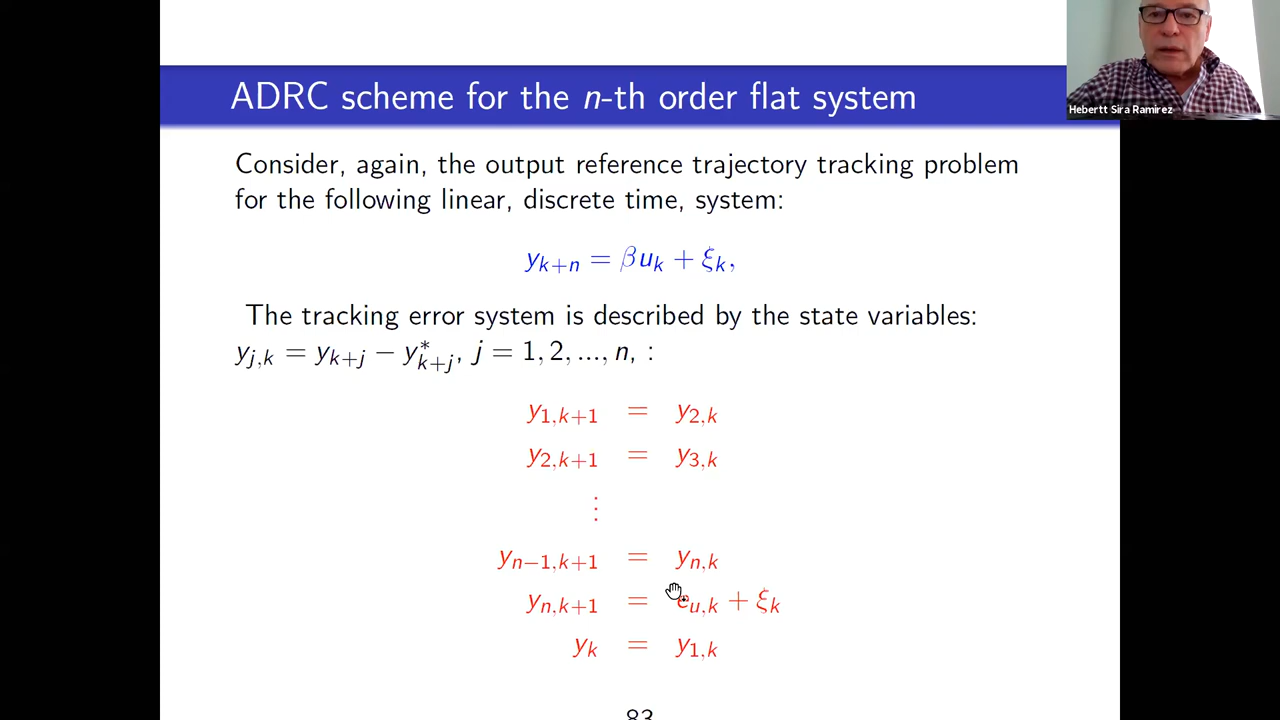 ADRC scheme for the n-th order flat system
Hebertt Sira Ramirez
Consider, again, the output reference trajectory tracking problem
for the following linear, discrete time, system:
y_{k+n} = βu_k + ξ_k,
The tracking error system is described by the state variables:
y_{j,k} = y_{k+j} − y*_{k+j}, j = 1, 2, ..., n, :
y_{1,k+1} = y_{2,k}
y_{2,k+1} = y_{3,k}
⋮
y_{n−1,k+1} = y_{n,k}
y_{n,k+1} = e_{u,k} + ξ_k
y_k = y_{1,k}
83